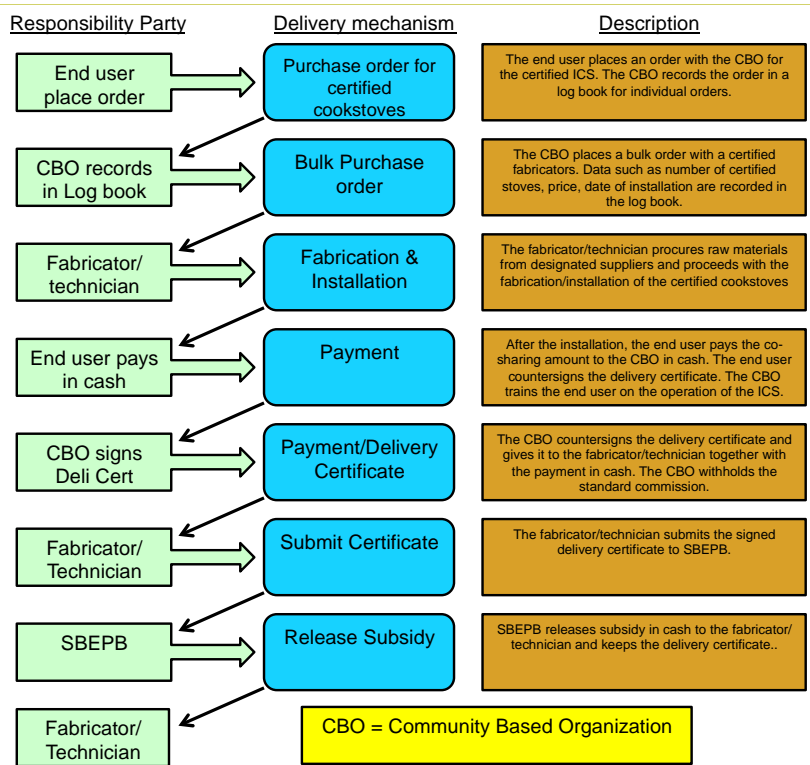 Responsibility Party
Delivery mechanism
Description
End user
place order
Purchase order for
certified
cookstoves
The end user places an order with the CBO for
the certified ICS. The CBO records the order in a
log book for individual orders.
CBO records
in Log book
Bulk Purchase
order
The CBO places a bulk order with a certified
fabricators. Data such as number of certified
stoves, price, date of installation are recorded in
the log book.
Fabricator/
technician
Fabrication &
Installation
The fabricator/technician procures raw materials
from designated suppliers and proceeds with the
fabrication/installation of the certified cookstoves
End user pays
in cash
Payment
After the installation, the end user pays the co-
sharing amount to the CBO in cash. The end user
countersigns the delivery certificate. The CBO
trains the end user on the operation of the ICS.
CBO signs
Deli Cert
Payment/Delivery
Certificate
The CBO countersigns the delivery certificate and
gives it to the fabricator/technician together with
the payment in cash. The CBO withholds the
standard commission.
Fabricator/
Technician
Submit Certificate
The fabricator/technician submits the signed
delivery certificate to SBEPB.
SBEPB
Release Subsidy
SBEPB releases subsidy in cash to the fabricator/
technician and keeps the delivery certificate..
Fabricator/
Technician
CBO = Community Based Organization